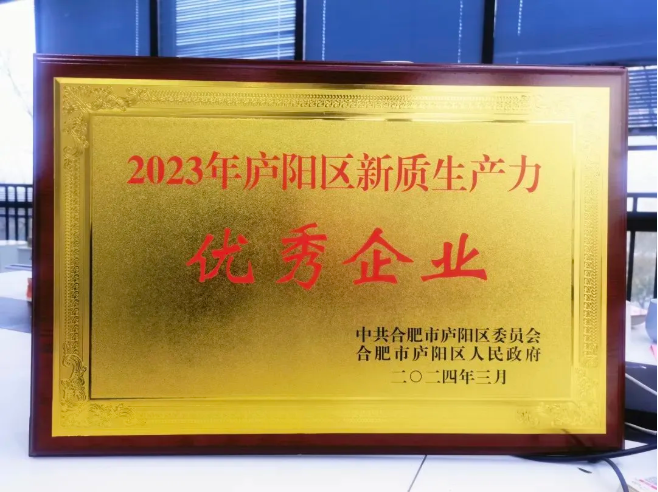 2023年庐阳区新质生产力
优秀企业
中共合肥市庐阳区委员会
合肥市庐阳区人民政府
二〇二四年三月